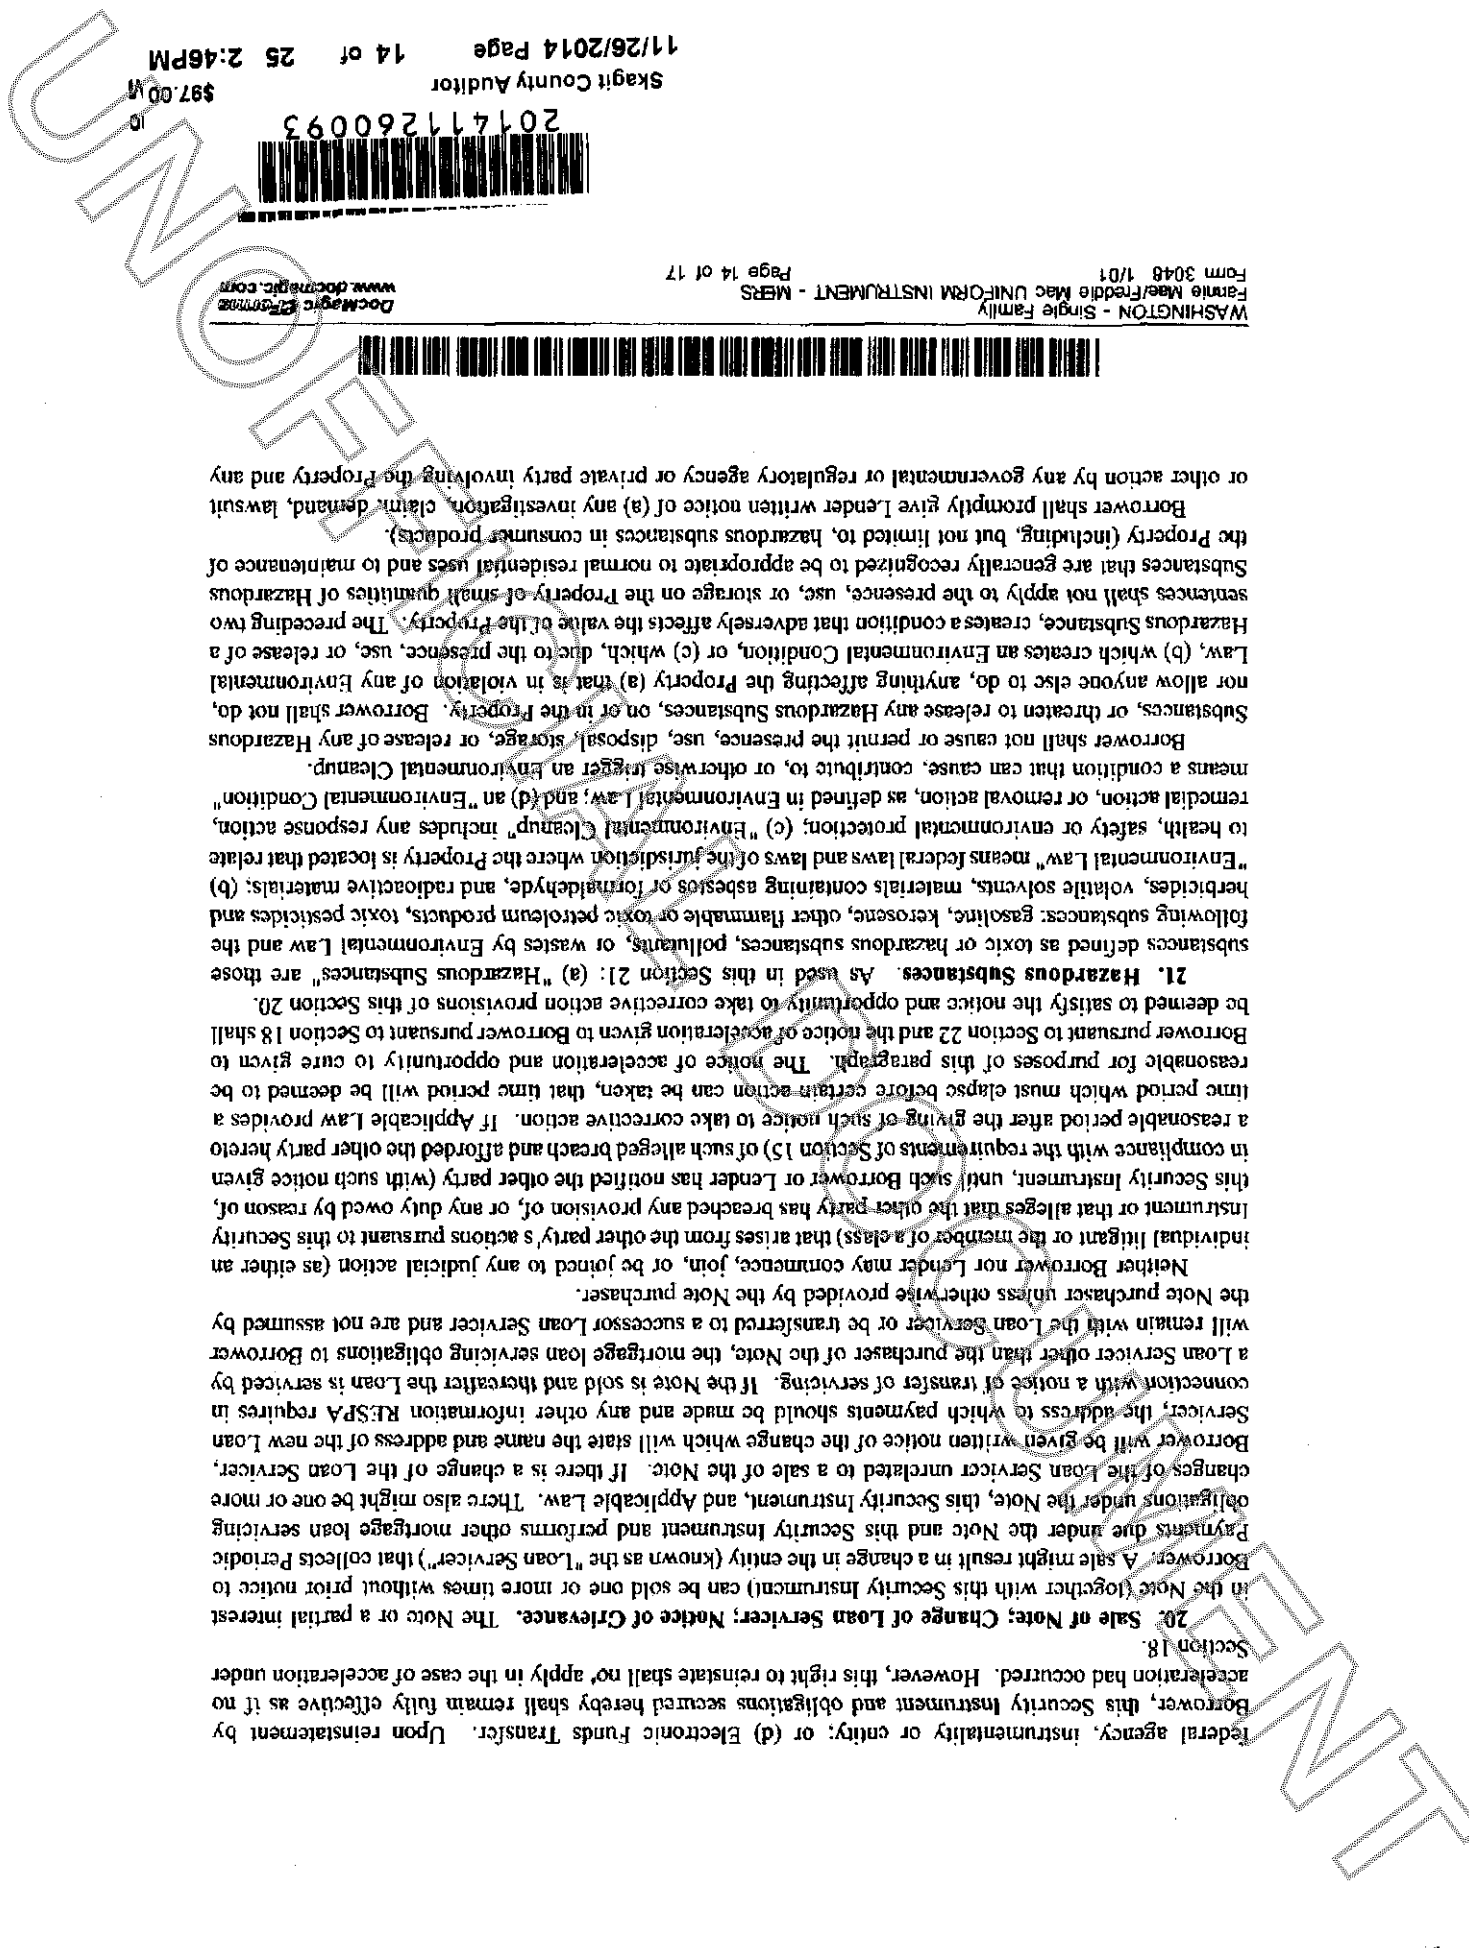 federal agency, instrumentality or entity; or (d) Electronic Funds Transfer. Upon reinstatement by
Borrower, this Security Instrument and obligations secured hereby shall remain fully effective as if no
acceleration had occurred. However, this right to reinstate shall not apply in the case of acceleration under
Section 18.
20. Sale of Note; Change of Loan Servicer; Notice of Grievance. The Note or a partial interest
in the Note (together with this Security Instrument) can be sold one or more times without prior notice to
Borrower. A sale might result in a change in the entity (known as the "Loan Servicer") that collects Periodic
Payments due under the Note and this Security Instrument and performs other mortgage loan servicing
obligations under the Note, this Security Instrument, and Applicable Law. There also might be one or more
changes of the Loan Servicer unrelated to a sale of the Note. If there is a change of the Loan Servicer,
Borrower will be given written notice of the change which will state the name and address of the new Loan
Servicer, the address to which payments should be made and any other information RESPA requires in
connection with a notice of transfer of servicing. If the Note is sold and thereafter the Loan is serviced by
a Loan Servicer other than the purchaser of the Note, the mortgage loan servicing obligations to Borrower
will remain with the Loan Servicer or be transferred to a successor Loan Servicer and are not assumed by
the Note purchaser unless otherwise provided by the Note purchaser.
Neither Borrower nor Lender may commence, join, or be joined to any judicial action (as either an
individual litigant or the member of a class) that arises from the other party's actions pursuant to this Security
Instrument or that alleges that the other party has breached any provision of, or any duty owed by reason of,
this Security Instrument, until such Borrower or Lender has notified the other party (with such notice given
in compliance with the requirements of Section 15) of such alleged breach and afforded the other party hereto
a reasonable period after the giving of such notice to take corrective action. If Applicable Law provides a
time period which must elapse before certain action can be taken, that time period will be deemed to be
reasonable for purposes of this paragraph. The notice of acceleration and opportunity to cure given to
Borrower pursuant to Section 22 and the notice of acceleration given to Borrower pursuant to Section 18 shall
be deemed to satisfy the notice and opportunity to take corrective action provisions of this Section 20.
21. Hazardous Substances. As used in this Section 21: (a) "Hazardous Substances" are those
substances defined as toxic or hazardous substances, pollutants, or wastes by Environmental Law and the
following substances: gasoline, kerosene, other flammable or toxic petroleum products, toxic pesticides and
herbicides, volatile solvents, materials containing asbestos or formaldehyde, and radioactive materials; (b)
"Environmental Law" means federal laws and laws of the jurisdiction where the Property is located that relate
to health, safety or environmental protection; (c) "Environmental Cleanup" includes any response action,
remedial action, or removal action, as defined in Environmental Law; and (d) an "Environmental Condition"
means a condition that can cause, contribute to, or otherwise trigger an Environmental Cleanup.
Borrower shall not cause or permit the presence, use, disposal, storage, or release of any Hazardous
Substances, or threaten to release any Hazardous Substances, on or in the Property. Borrower shall not do,
nor allow anyone else to do, anything affecting the Property (a) that is in violation of any Environmental
Law, (b) which creates an Environmental Condition, or (c) which, due to the presence, use, or release of a
Hazardous Substance, creates a condition that adversely affects the value of the Property. The preceding two
sentences shall not apply to the presence, use, or storage on the Property of small quantities of Hazardous
Substances that are generally recognized to be appropriate to normal residential uses and to maintenance of
the Property (including, but not limited to, hazardous substances in consumer products).
Borrower shall promptly give Lender written notice of (a) any investigation, claim, demand, lawsuit
or other action by any governmental or regulatory agency or private party involving the Property and any
WASHINGTON - Single Family
Fannie Mae/Freddie Mac UNIFORM INSTRUMENT - MERS
Form 3048 1/01 Page 14 of 17
DocMagic
www.docmagic.com
201411260093
Skagit County Auditor $97.00
11/26/2014 Page 14 of 25 2:46PM
UNOFFICIAL DOCUMENT